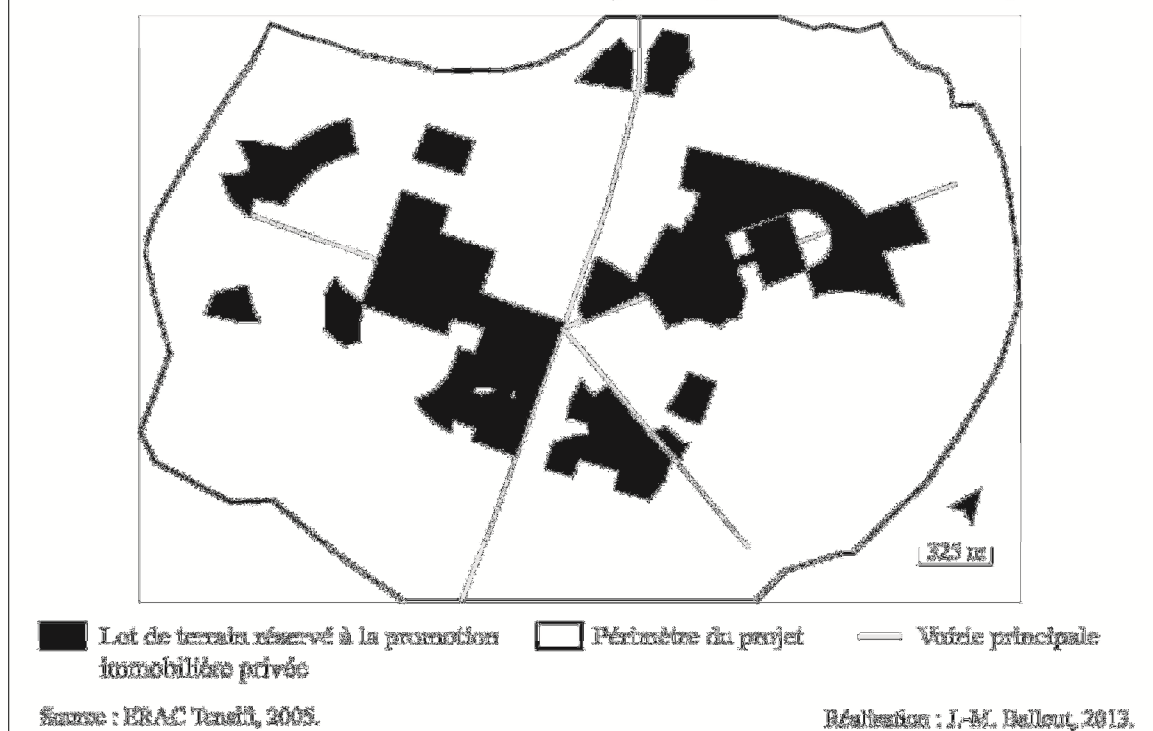 325 m
Lot de terrain réservé à la promotion immobilière privée
Périmètre du projet
Voirie principale
Source : ERAC Tensift, 2005.
Réalisation : J.-M. Ballout, 2013.